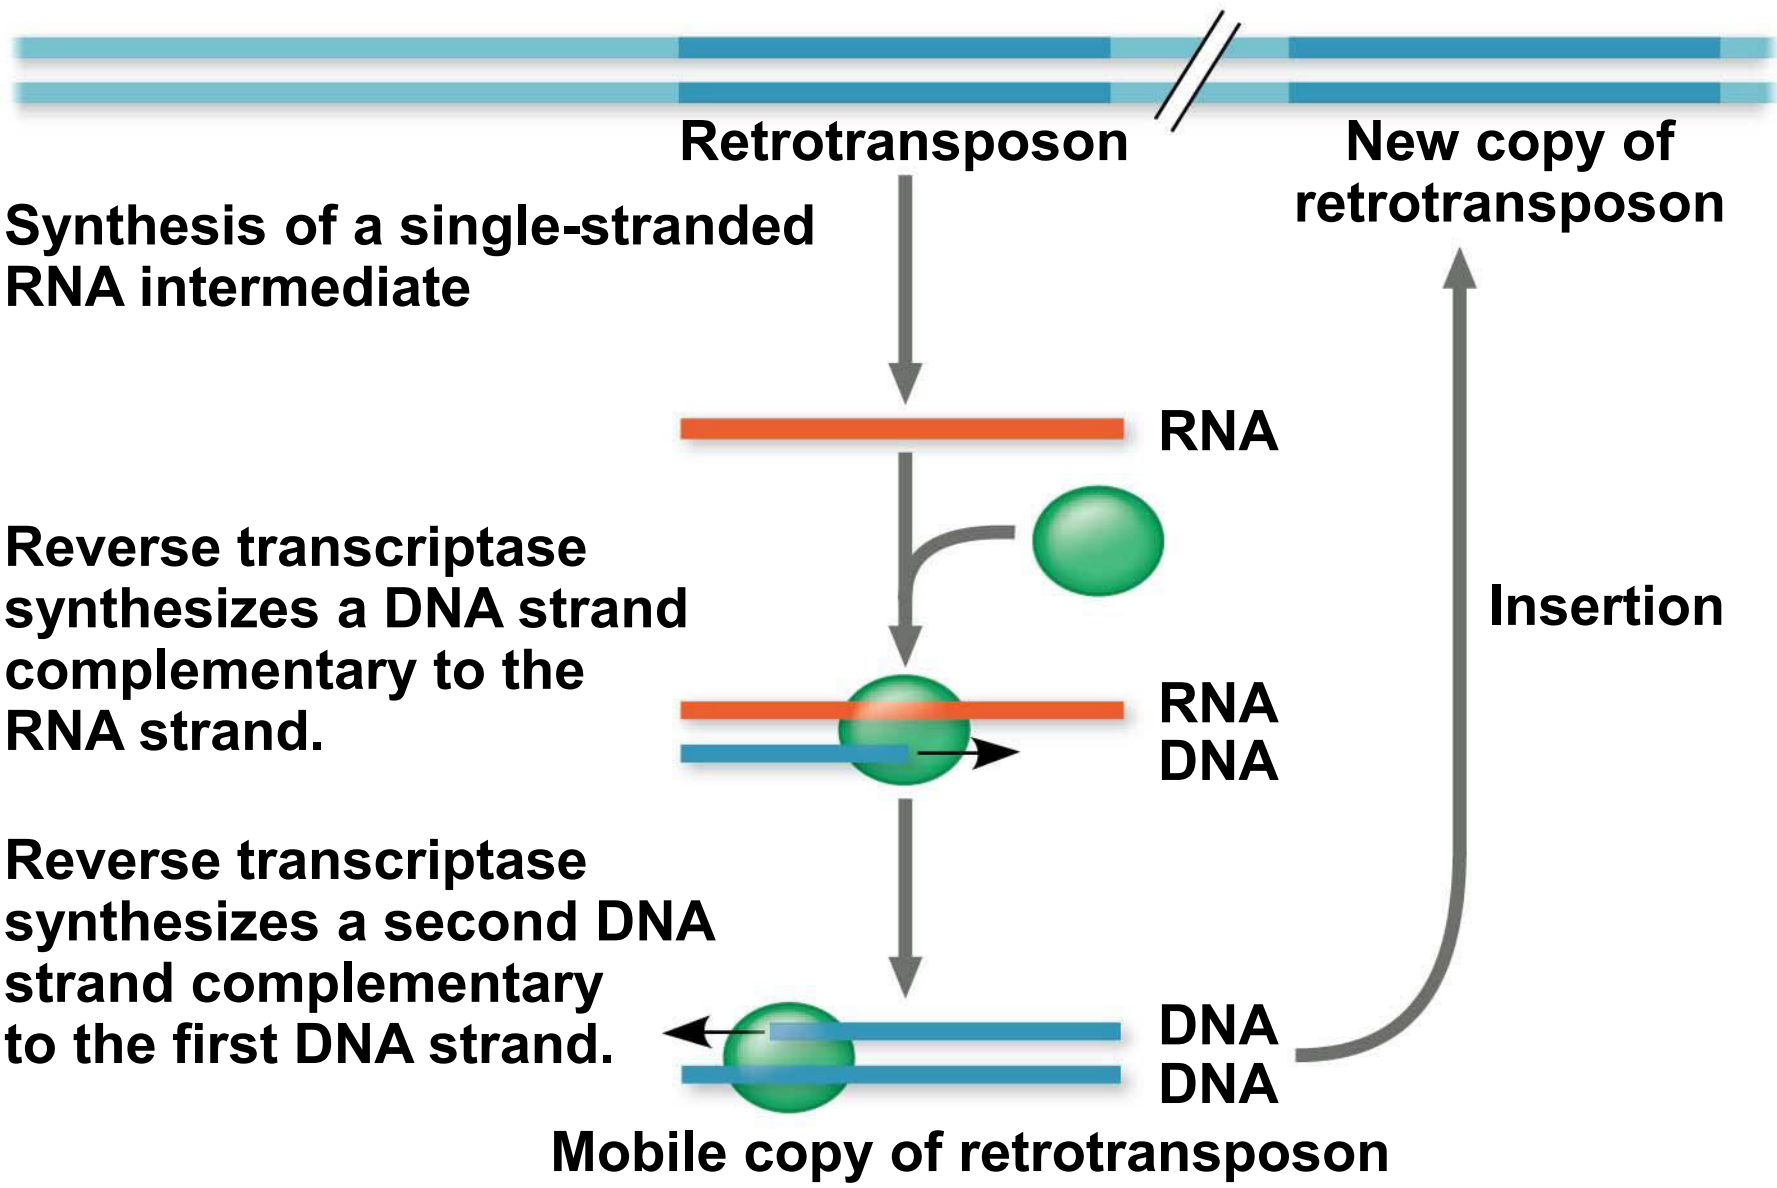 Retrotransposon
New copy of
retrotransposon
Synthesis of a single-stranded
RNA intermediate
RNA
Reverse transcriptase
synthesizes a DNA strand
complementary to the
RNA strand.
Insertion
RNA
DNA
Reverse transcriptase
synthesizes a second DNA
strand complementary
to the first DNA strand.
DNA
DNA
Mobile copy of retrotransposon